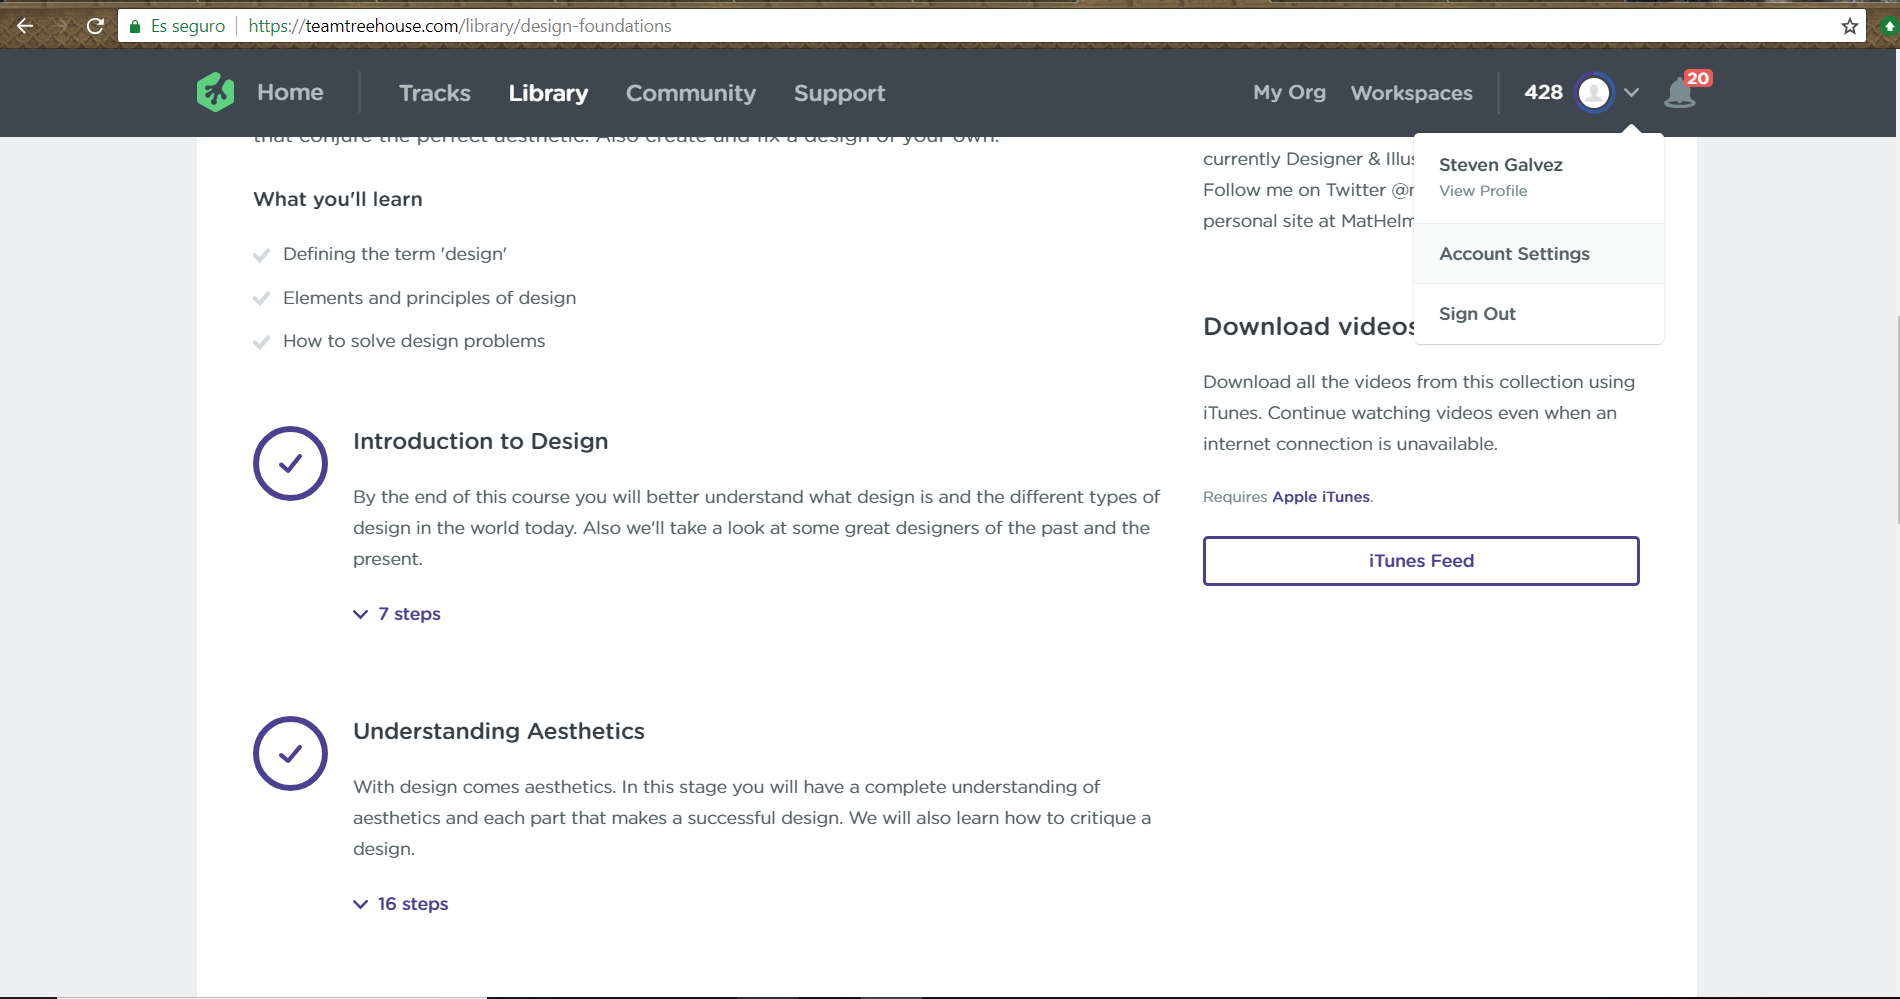 Es seguro https://teamtreehouse.com/library/design-foundations
Home Tracks Library Community Support My Org Workspaces 428 20
that conjure the perfect aesthetic. Also create and fix a design of your own.
What you'll learn
Defining the term 'design'
Elements and principles of design
How to solve design problems
Introduction to Design
By the end of this course you will better understand what design is and the different types of
design in the world today. Also we'll take a look at some great designers of the past and the
present.
7 steps
Understanding Aesthetics
With design comes aesthetics. In this stage you will have a complete understanding of
aesthetics and each part that makes a successful design. We will also learn how to critique a
design.
16 steps
currently Designer & Illus
Follow me on Twitter @
personal site at MatHelm
Steven Galvez
View Profile
Account Settings
Sign Out
Download videos
Download all the videos from this collection using
iTunes. Continue watching videos even when an
internet connection is unavailable.
Requires Apple iTunes.
iTunes Feed